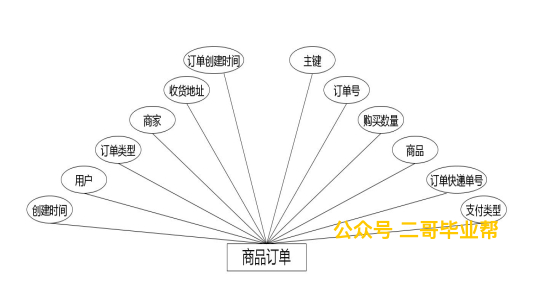 订单创建时间
主键
收货地址
订单号
商家
购买数量
订单类型
商品
用户
订单快递单号
创建时间
支付类型
公众号 二哥毕业帮
商品订单